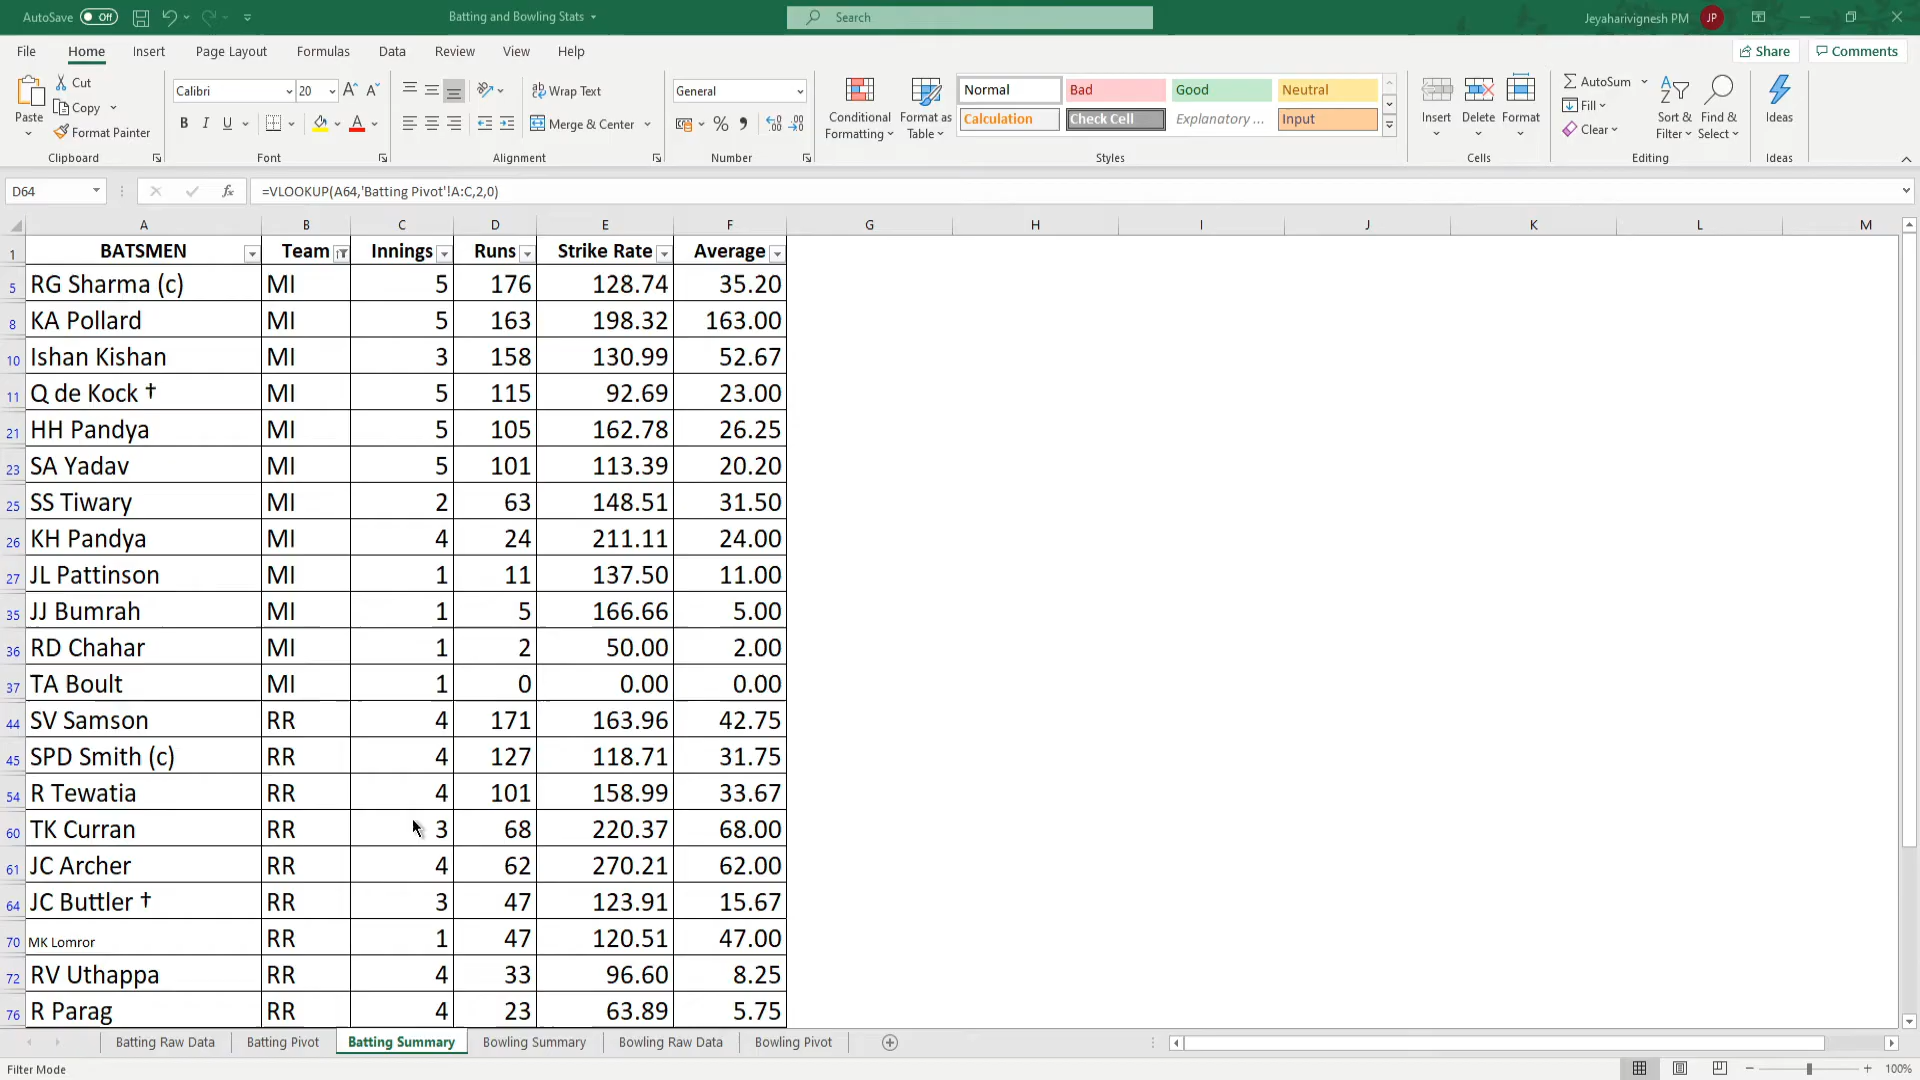 AutoSave Off Batting and Bowling Stats Search Jeyaharivignesh PM JP
File Home Insert Page Layout Formulas Data Review View Help Share Comments
Paste Cut Copy Format Painter Clipboard
Calibri 20 A A B I U A Font
Wrap Text Merge & Center Alignment
General % Number
Conditional Formatting Format as Table
Normal Bad Good Neutral
Calculation Check Cell Explanatory ... Input
Styles
Insert Delete Format Cells
AutoSum Fill Clear Sort & Filter Find & Select Editing
Ideas Ideas
D64 fx =VLOOKUP(A64,'Batting Pivot'!A:C,2,0)
A B C D E F G H I J K L M
1 BATSMEN Team Innings Runs Strike Rate Average
5 RG Sharma (c) MI 5 176 128.74 35.20
8 KA Pollard MI 5 163 198.32 163.00
10 Ishan Kishan MI 3 158 130.99 52.67
11 Q de Kock † MI 5 115 92.69 23.00
21 HH Pandya MI 5 105 162.78 26.25
23 SA Yadav MI 5 101 113.39 20.20
25 SS Tiwary MI 2 63 148.51 31.50
26 KH Pandya MI 4 24 211.11 24.00
27 JL Pattinson MI 1 11 137.50 11.00
35 JJ Bumrah MI 1 5 166.66 5.00
36 RD Chahar MI 1 2 50.00 2.00
37 TA Boult MI 1 0 0.00 0.00
44 SV Samson RR 4 171 163.96 42.75
45 SPD Smith (c) RR 4 127 118.71 31.75
54 R Tewatia RR 4 101 158.99 33.67
60 TK Curran RR 3 68 220.37 68.00
61 JC Archer RR 4 62 270.21 62.00
64 JC Buttler † RR 3 47 123.91 15.67
70 MK Lomror RR 1 47 120.51 47.00
72 RV Uthappa RR 4 33 96.60 8.25
76 R Parag RR 4 23 63.89 5.75
Batting Raw Data Batting Pivot Batting Summary Bowling Summary Bowling Raw Data Bowling Pivot
Filter Mode 100%